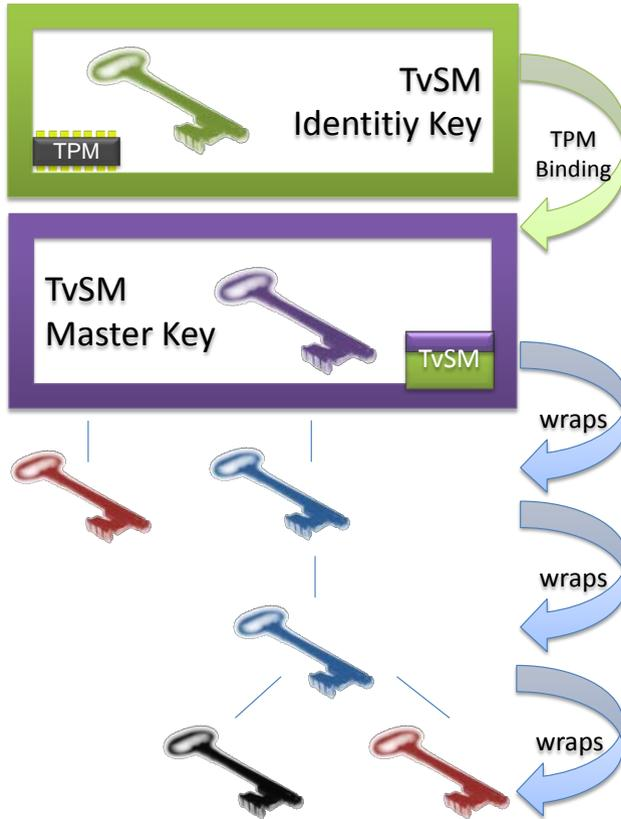 TvSM
Identitiy Key
TPM
TPM
Binding
TvSM
Master Key
TvSM
wraps
wraps
wraps